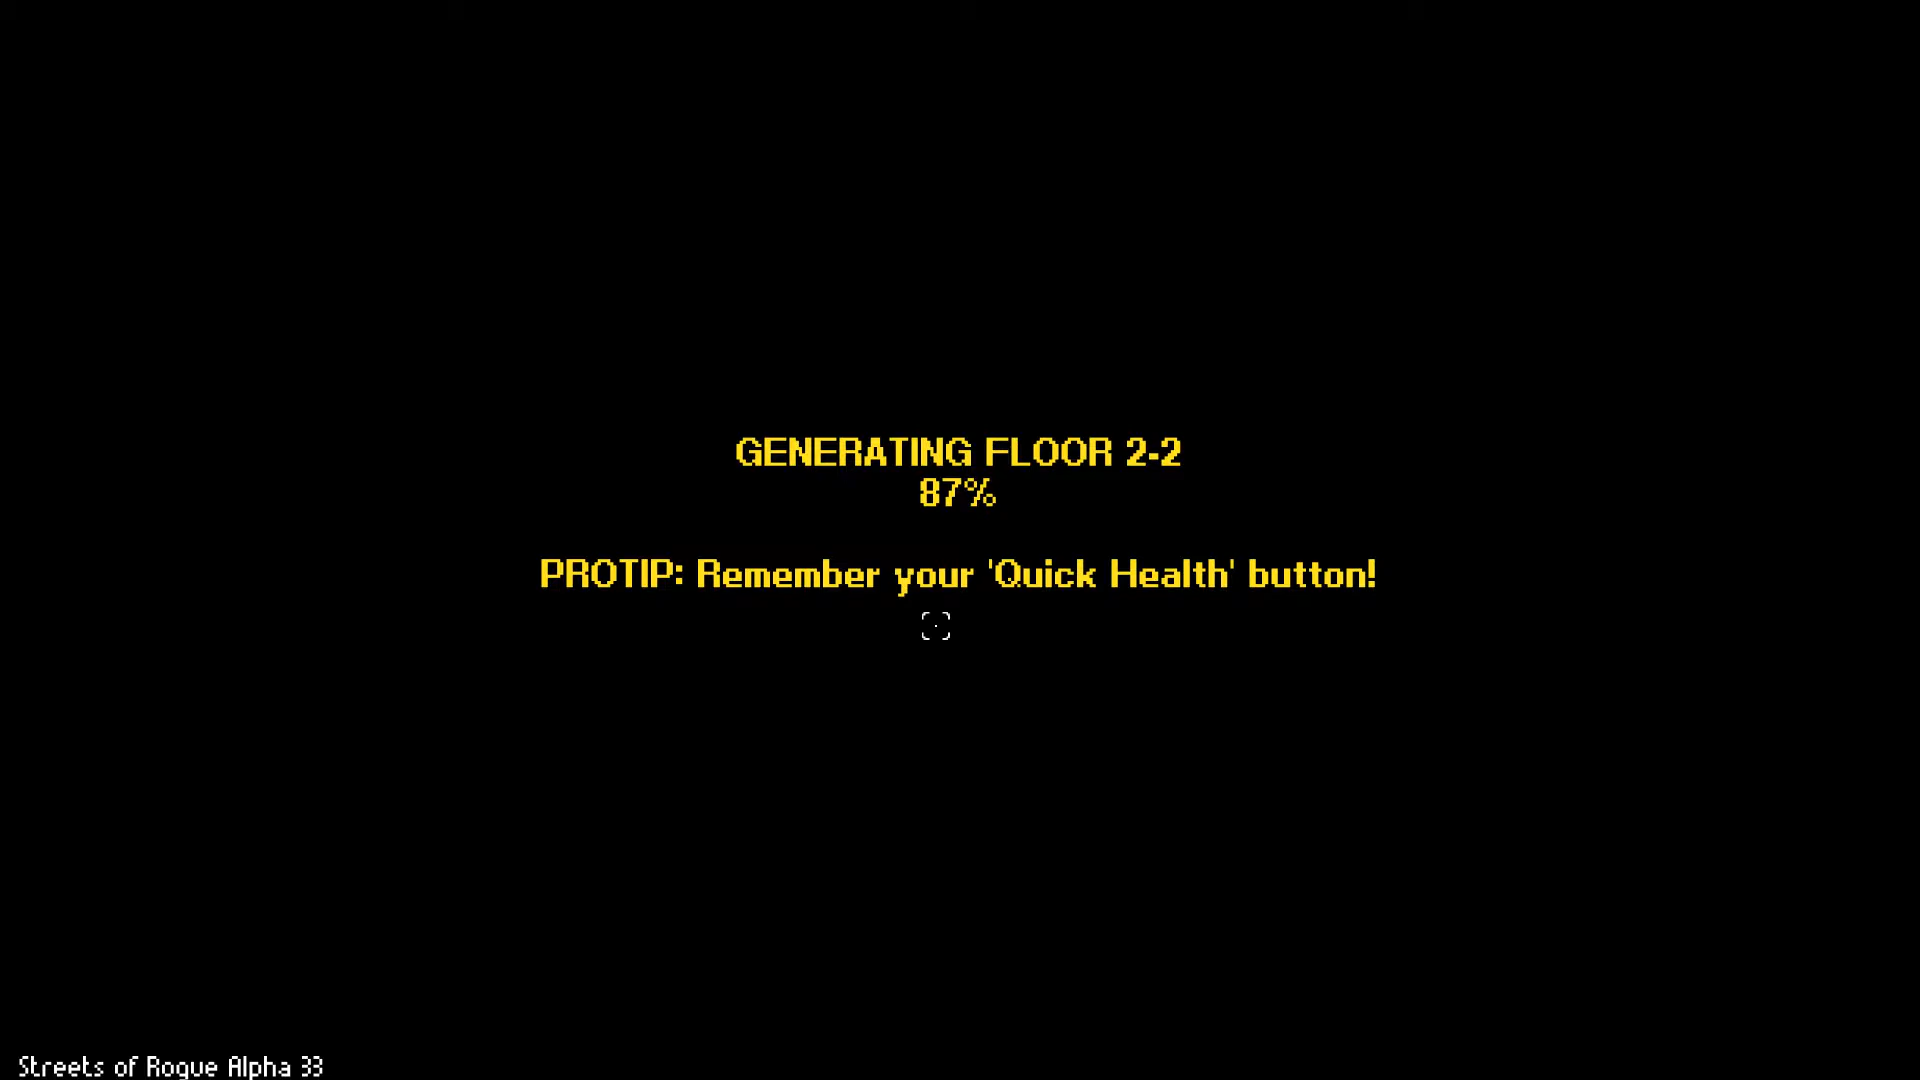 GENERATING FLOOR 2-2
87%
PROTIP: Remember your 'Quick Health' button!
Streets of Rogue Alpha 33